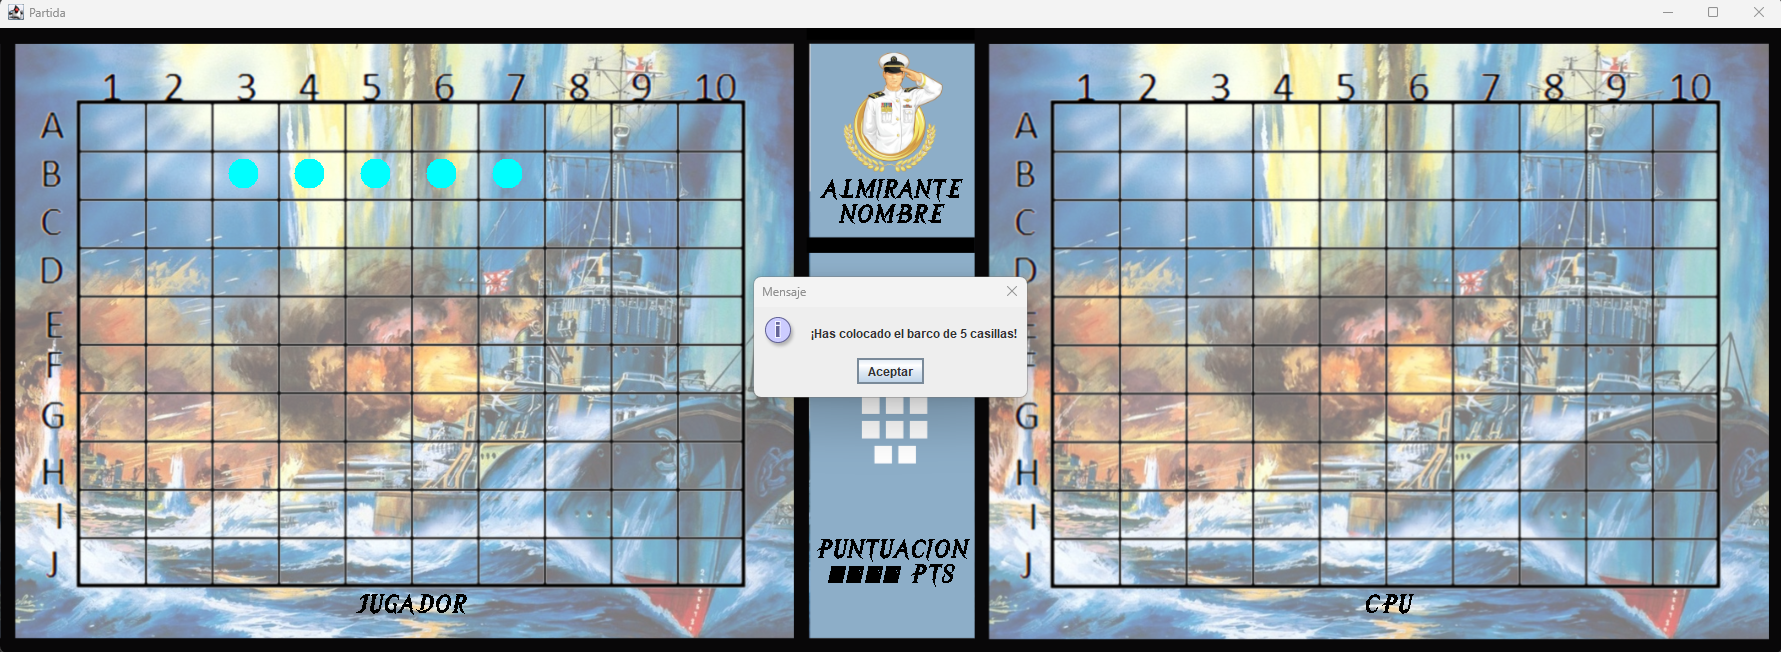 Partida
1 2 3 4 5 6 7 8 9 10
A
B
C
D
E
F
G
H
I
J
JUGADOR
ALMIRANTE
NOMBRE
Mensaje
¡Has colocado el barco de 5 casillas!
Aceptar
PUNTUACION
PTS
1 2 3 4 5 6 7 8 9 10
A
B
C
D
E
F
G
H
I
J
CPU